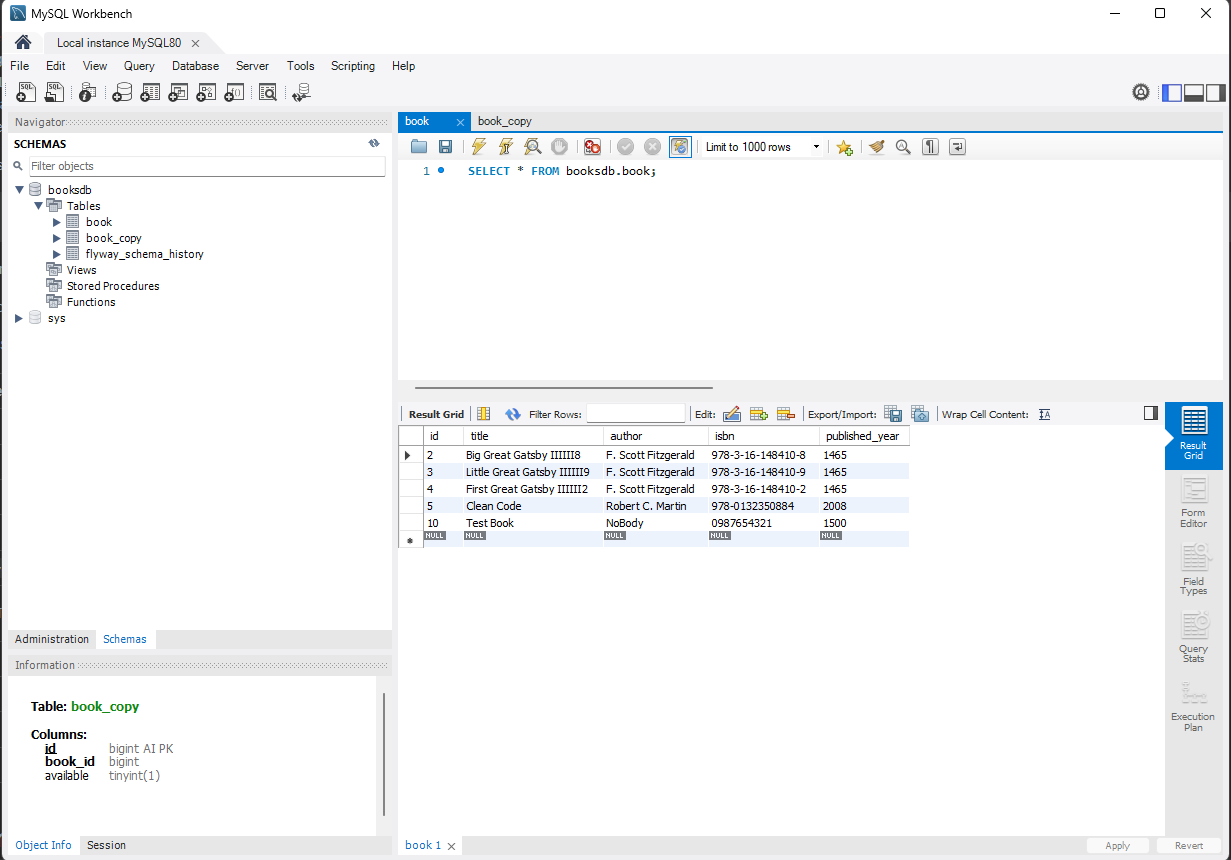 MySQL Workbench
Local instance MySQL80
File Edit View Query Database Server Tools Scripting Help
Navigator
SCHEMAS
Filter objects
booksdb
Tables
book
book_copy
flyway_schema_history
Views
Stored Procedures
Functions
sys
Administration Schemas
Information
Table: book_copy
Columns:
id bigint AI PK
book_id bigint
available tinyint(1)
Object Info Session
book book_copy
Limit to 1000 rows
1 SELECT * FROM booksdb.book;
Result Grid Filter Rows: Edit: Export/Import: Wrap Cell Content:
id title author isbn published_year
2 Big Great Gatsby IIIIII8 F. Scott Fitzgerald 978-3-16-148410-8 1465
3 Little Great Gatsby IIIIII9 F. Scott Fitzgerald 978-3-16-148410-9 1465
4 First Great Gatsby IIIIII2 F. Scott Fitzgerald 978-3-16-148410-2 1465
5 Clean Code Robert C. Martin 978-0132350884 2008
10 Test Book NoBody 0987654321 1500
NULL NULL NULL NULL NULL
Result
Grid
Form
Editor
Field
Types
Query
Stats
Execution
Plan
book 1
Apply Revert